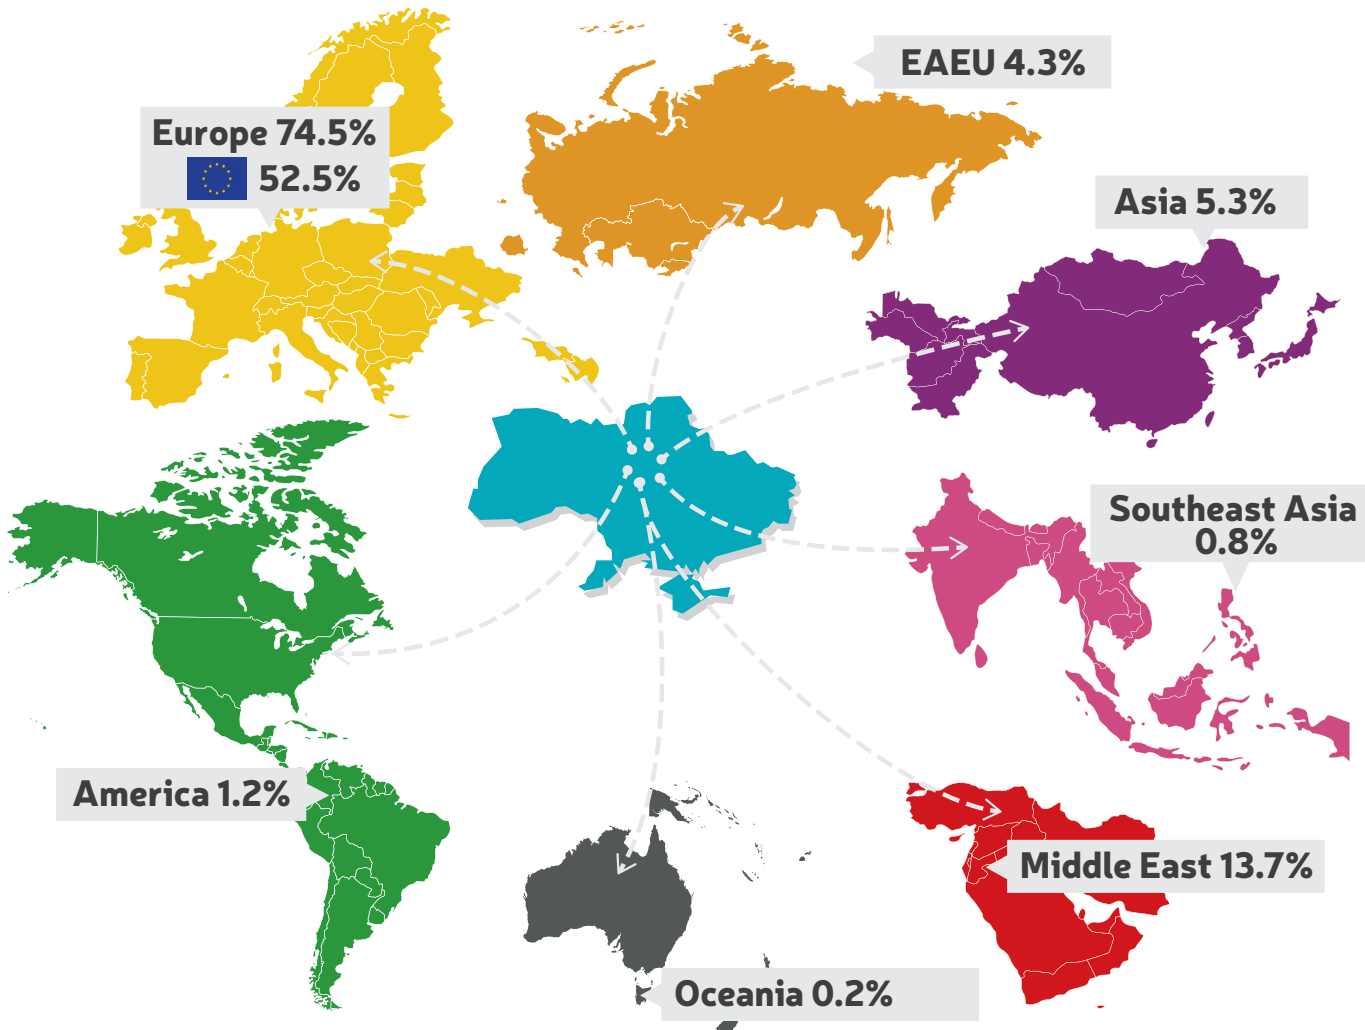 EAEU 4.3%
Europe 74.5%
52.5%
Asia 5.3%
Southeast Asia
0.8%
America 1.2%
Middle East 13.7%
Oceania 0.2%